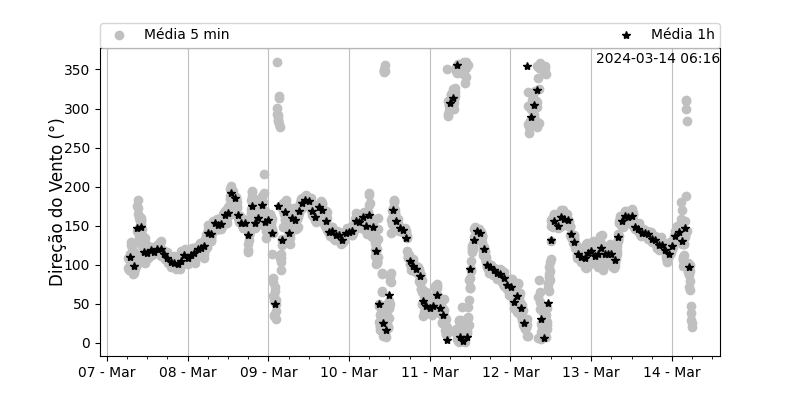 Média 5 min
Média 1h
2024-03-14 06:16
Direção do Vento (°)
350
300
250
200
150
100
50
0
07 - Mar
08 - Mar
09 - Mar
10 - Mar
11 - Mar
12 - Mar
13 - Mar
14 - Mar